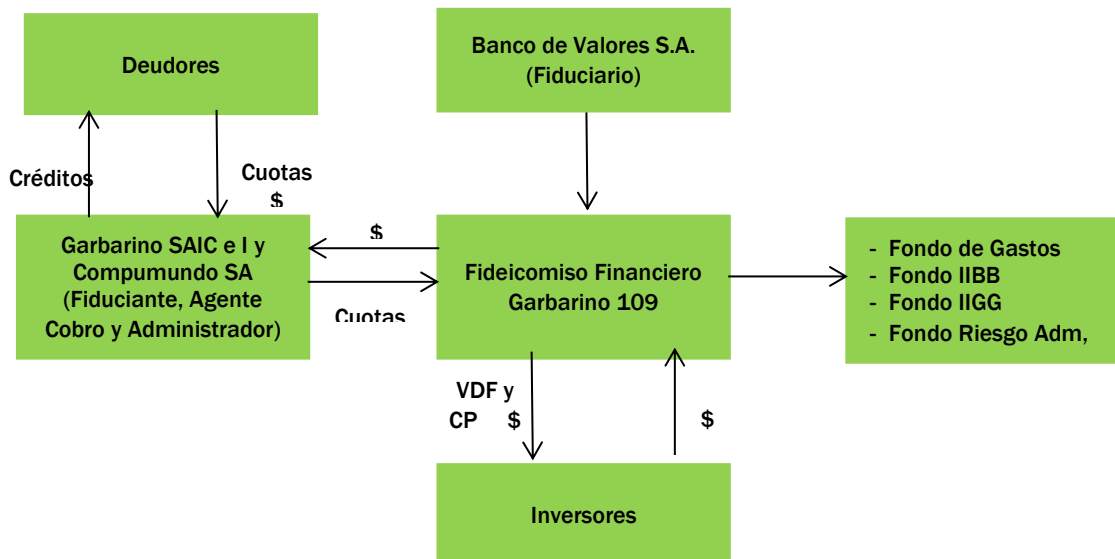 Deudores
Banco de Valores S.A.
(Fiduciario)
Créditos
Cuotas
$
Garbarino SAIC e I y
Compumundo SA
(Fiduciante, Agente
Cobro y Administrador)
$
Cuotas
Fideicomiso Financiero
Garbarino 109
- Fondo de Gastos
- Fondo IIBB
- Fondo IIGG
- Fondo Riesgo Adm,
VDF y
CP $
$
Inversores